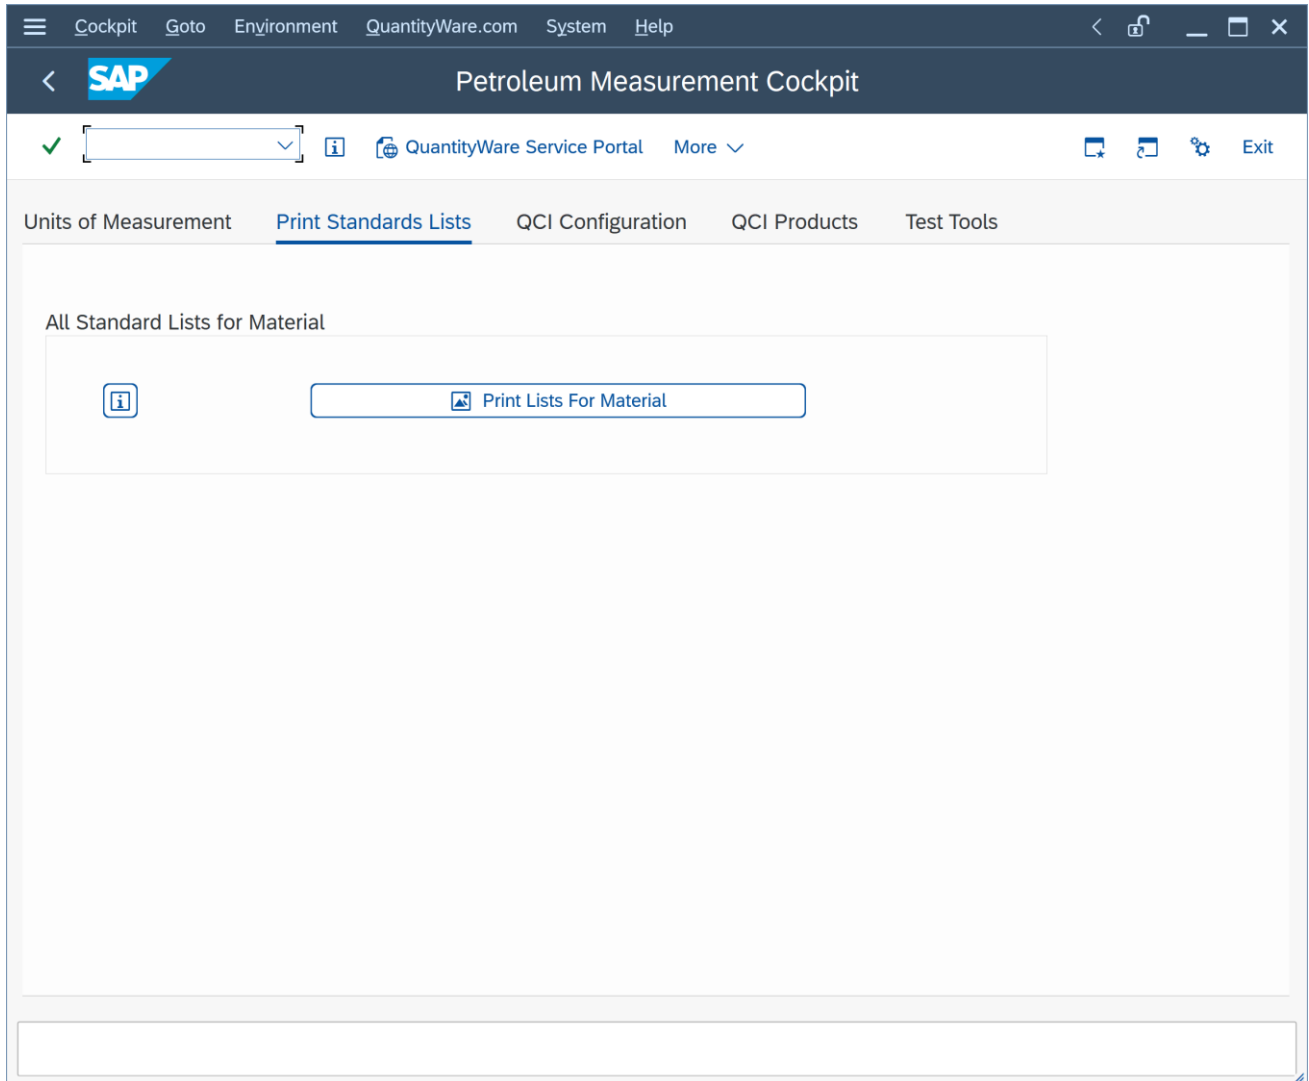 Cockpit Goto Environment QuantityWare.com System Help
SAP Petroleum Measurement Cockpit
QuantityWare Service Portal More Exit
Units of Measurement Print Standards Lists QCI Configuration QCI Products Test Tools
All Standard Lists for Material
Print Lists For Material